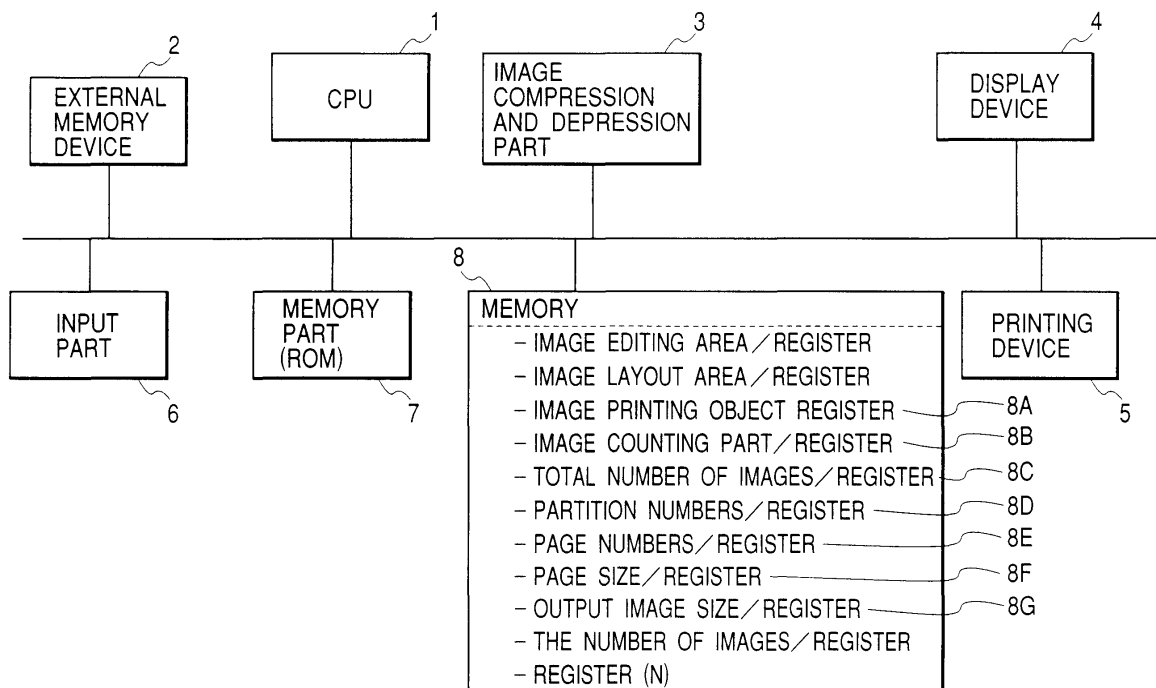 1
2
3
4
EXTERNAL
MEMORY
DEVICE
CPU
IMAGE
COMPRESSION
AND DEPRESSION
PART
DISPLAY
DEVICE
INPUT
PART
6
MEMORY
PART
(ROM)
7
8
MEMORY
- IMAGE EDITING AREA/REGISTER
- IMAGE LAYOUT AREA/REGISTER
- IMAGE PRINTING OBJECT REGISTER 8A
- IMAGE COUNTING PART/REGISTER 8B
- TOTAL NUMBER OF IMAGES/REGISTER 8C
- PARTITION NUMBERS/REGISTER 8D
- PAGE NUMBERS/REGISTER 8E
- PAGE SIZE/REGISTER 8F
- OUTPUT IMAGE SIZE/REGISTER 8G
- THE NUMBER OF IMAGES/REGISTER
- REGISTER (N)
PRINTING
DEVICE
5